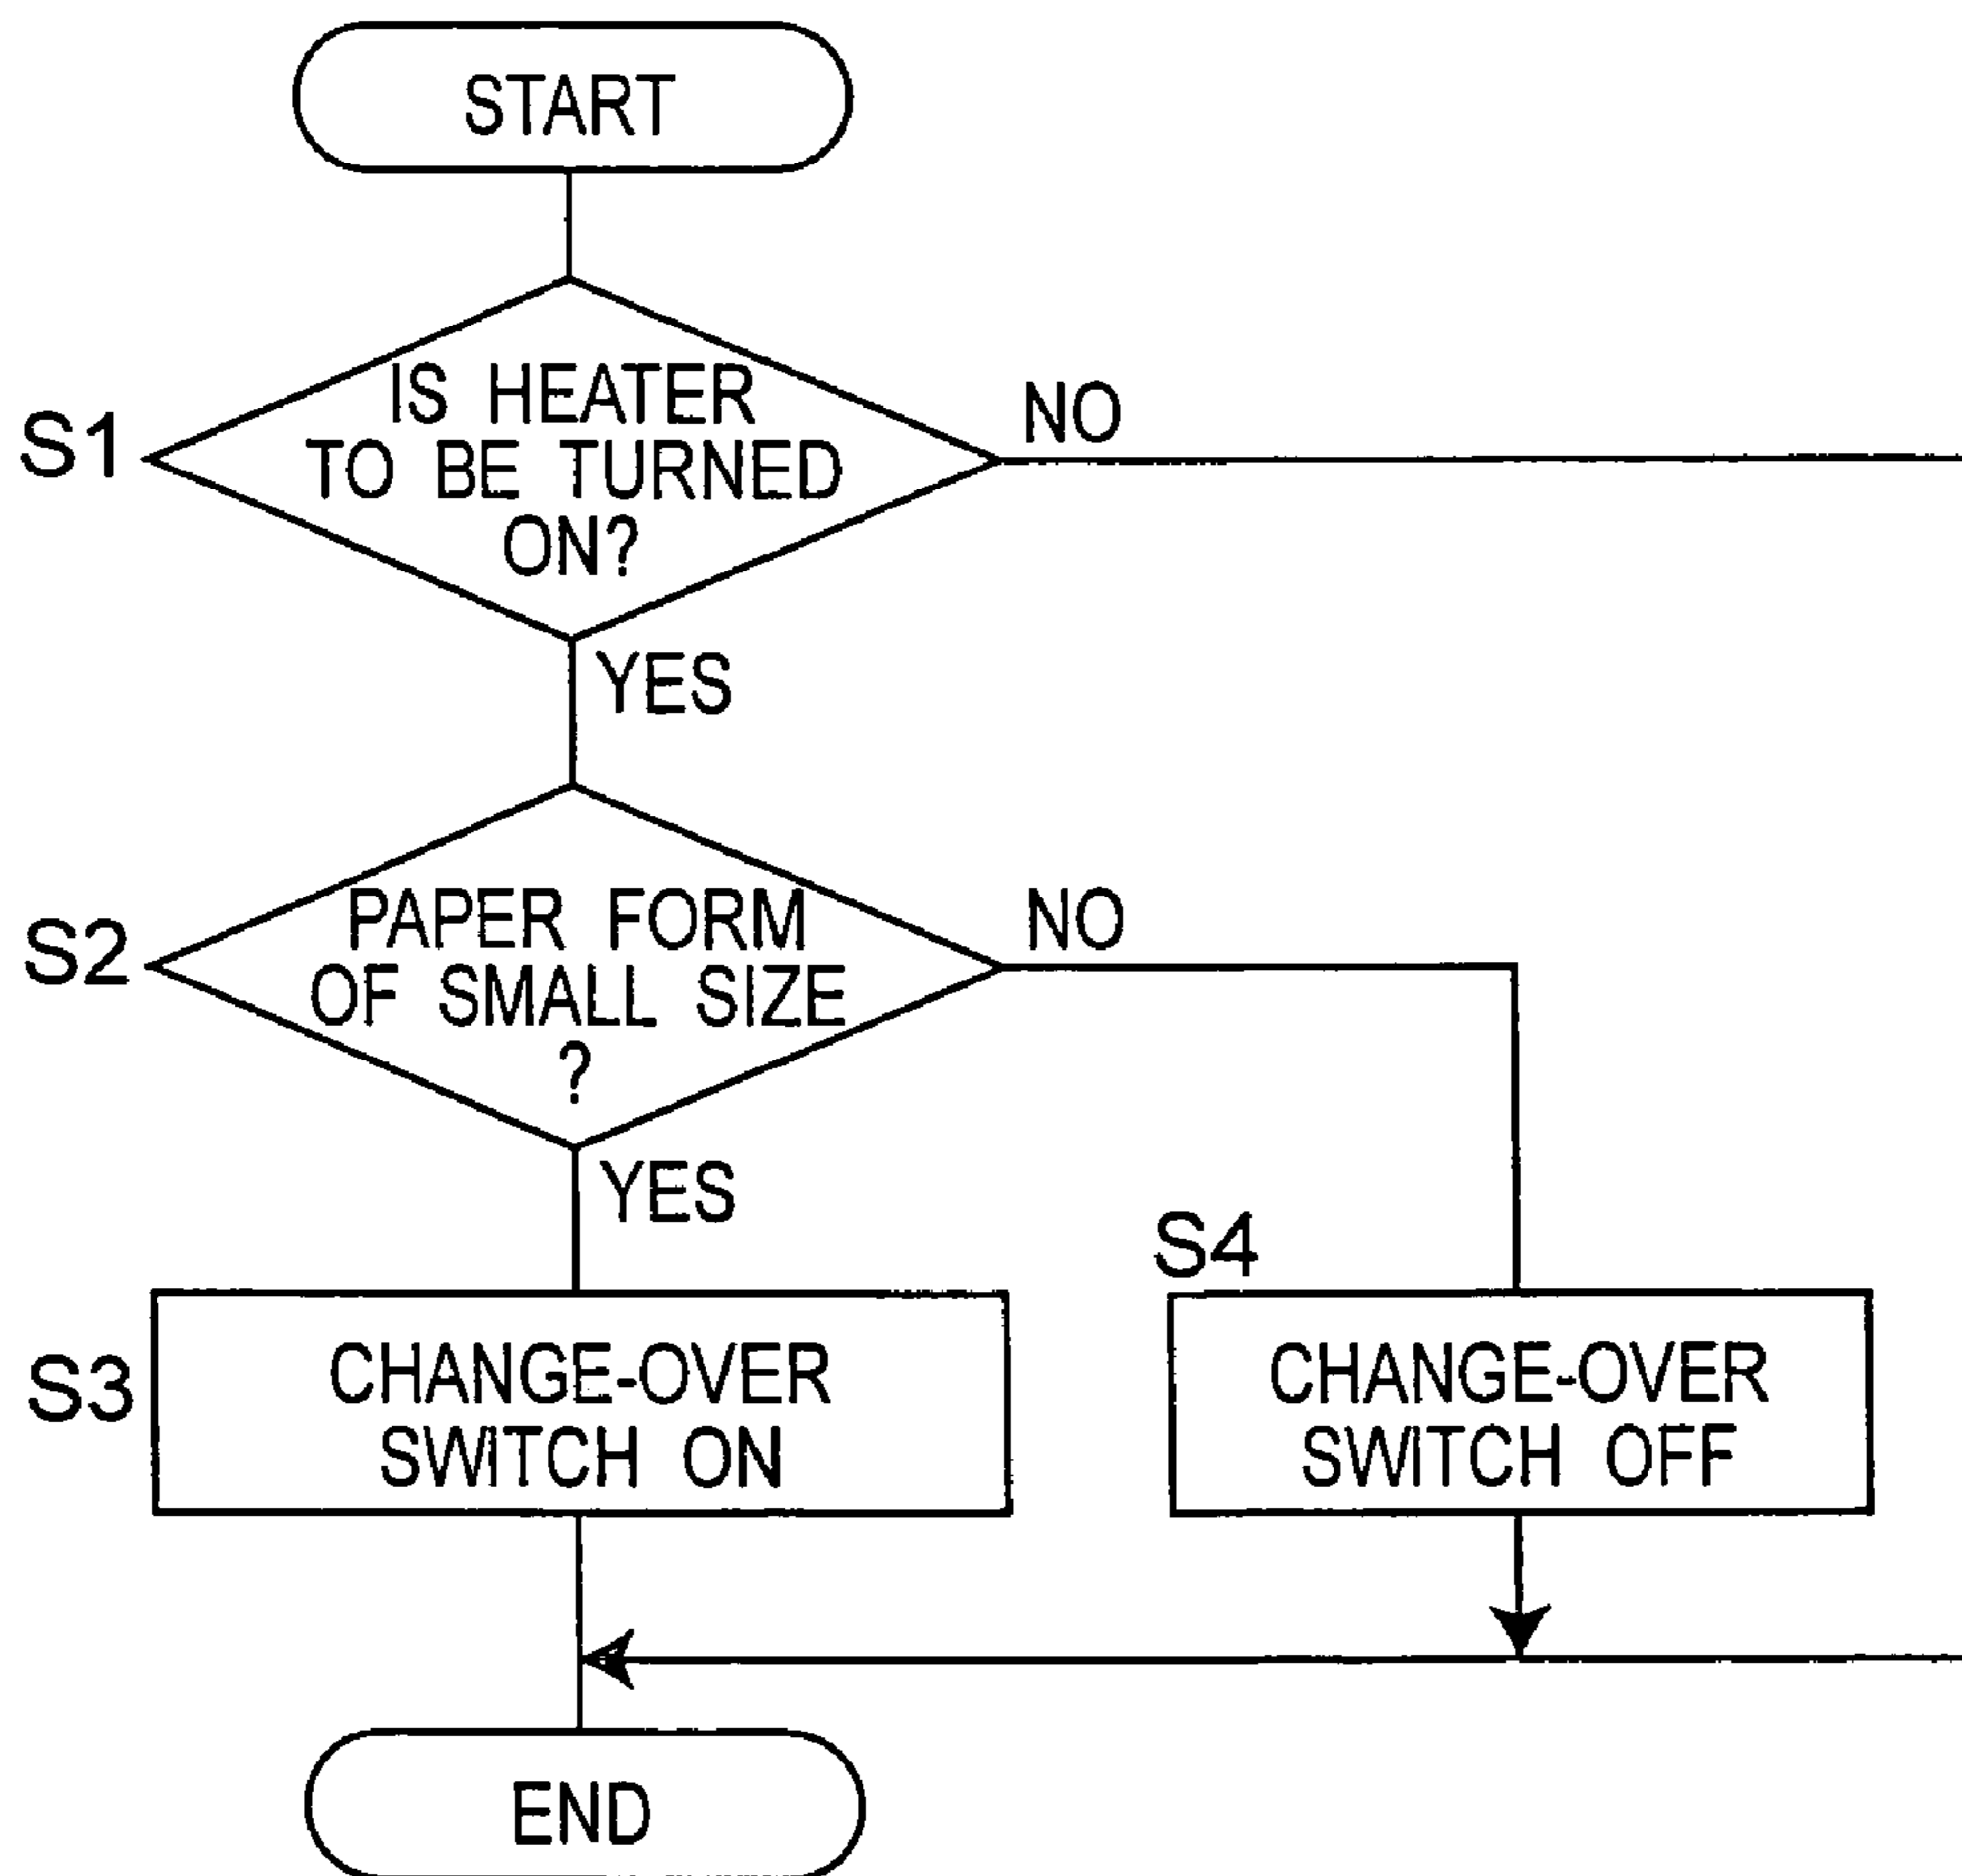 START
S1
IS HEATER
TO BE TURNED
ON?
NO
YES
S2
PAPER FORM
OF SMALL SIZE
?
NO
YES
S3
CHANGE-OVER
SWITCH ON
S4
CHANGE-OVER
SWITCH OFF
END